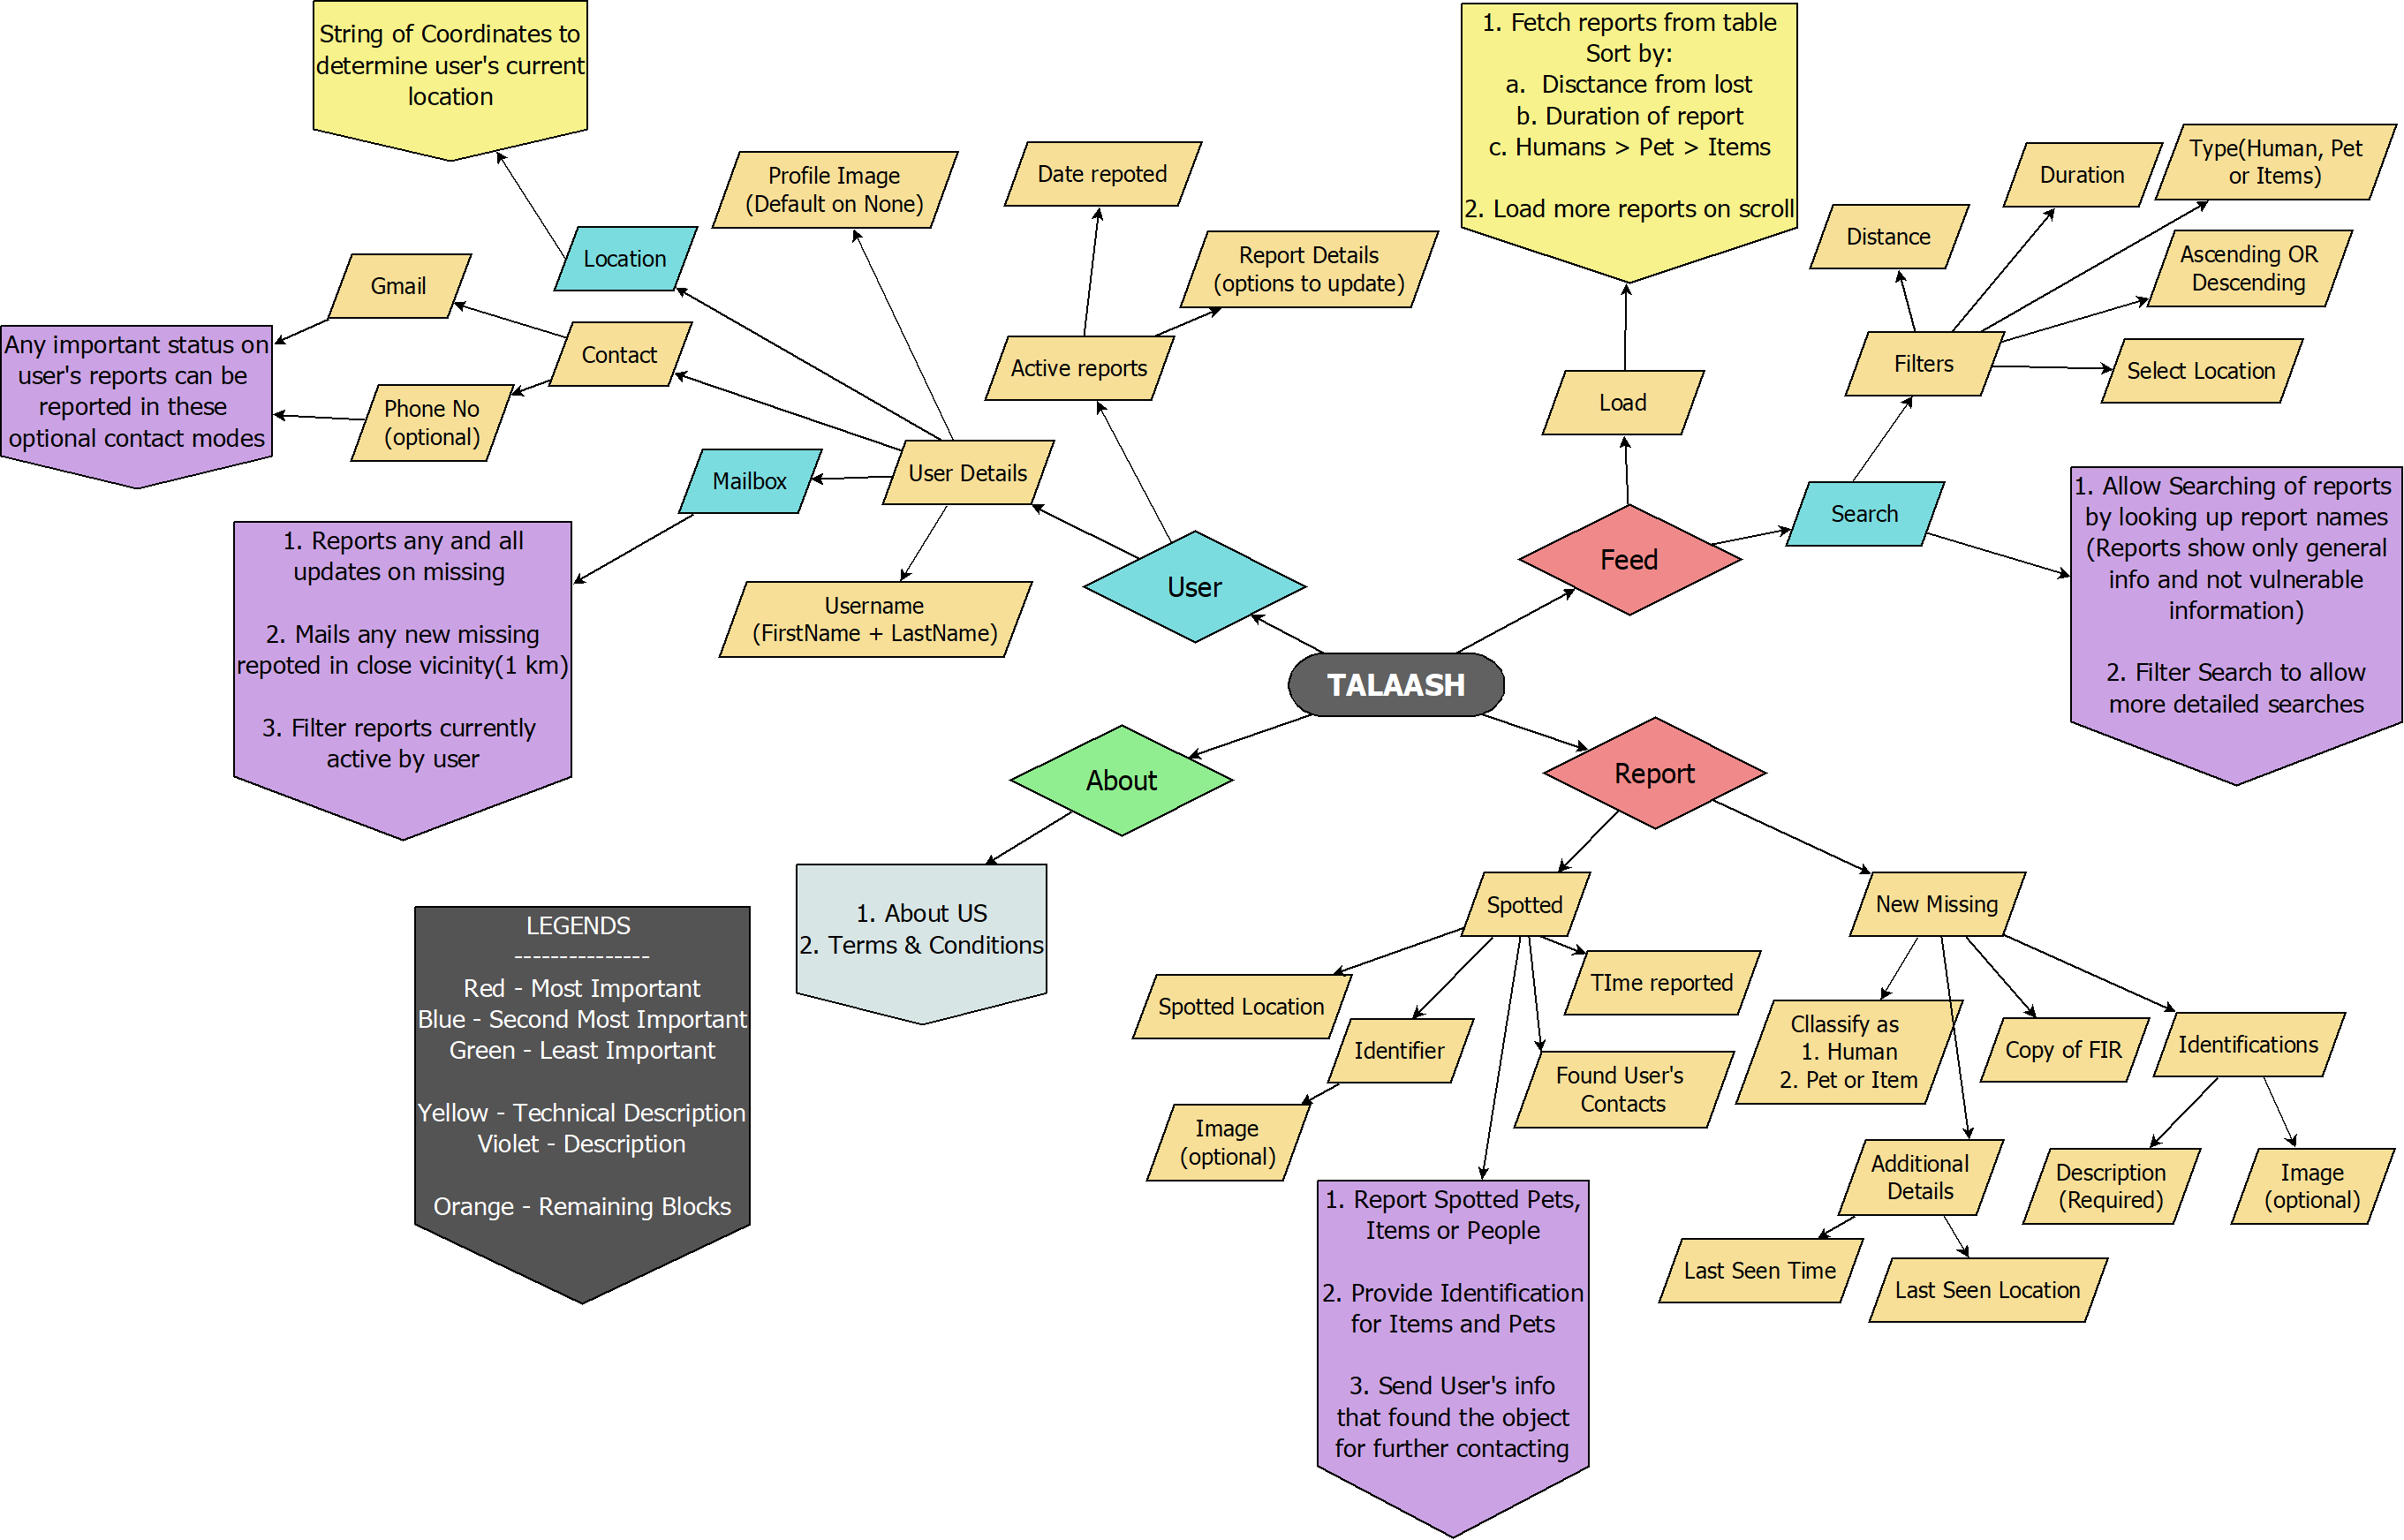 String of Coordinates to
determine user's current
location
1. Fetch reports from table
Sort by:
a.  Disctance from lost
b. Duration of report
c. Humans > Pet > Items
2. Load more reports on scroll
Profile Image
(Default on None)
Date repoted
Duration
Type(Human, Pet
or Items)
Distance
Location
Report Details
(options to update)
Ascending OR
Descending
Gmail
Contact
Active reports
Filters
Select Location
Any important status on
user's reports can be
reported in these
optional contact modes
Phone No
(optional)
Load
Mailbox
User Details
Search
1. Allow Searching of reports
by looking up report names
(Reports show only general
info and not vulnerable
information)
2. Filter Search to allow
more detailed searches
1. Reports any and all
updates on missing
2. Mails any new missing
repoted in close vicinity(1 km)
3. Filter reports currently
active by user
Username
(FirstName + LastName)
User
Feed
TALAASH
About
Report
1. About US
2. Terms & Conditions
LEGENDS
---------------
Red - Most Important
Blue - Second Most Important
Green - Least Important
Yellow - Technical Description
Violet - Description
Orange - Remaining Blocks
Spotted
New Missing
Spotted Location
TIme reported
Identifier
Cllassify as
1. Human
2. Pet or Item
Copy of FIR
Identifications
Image
(optional)
Found User's
Contacts
Additional
Details
Description
(Required)
Image
(optional)
Last Seen Time
Last Seen Location
1. Report Spotted Pets,
Items or People
2. Provide Identification
for Items and Pets
3. Send User's info
that found the object
for further contacting